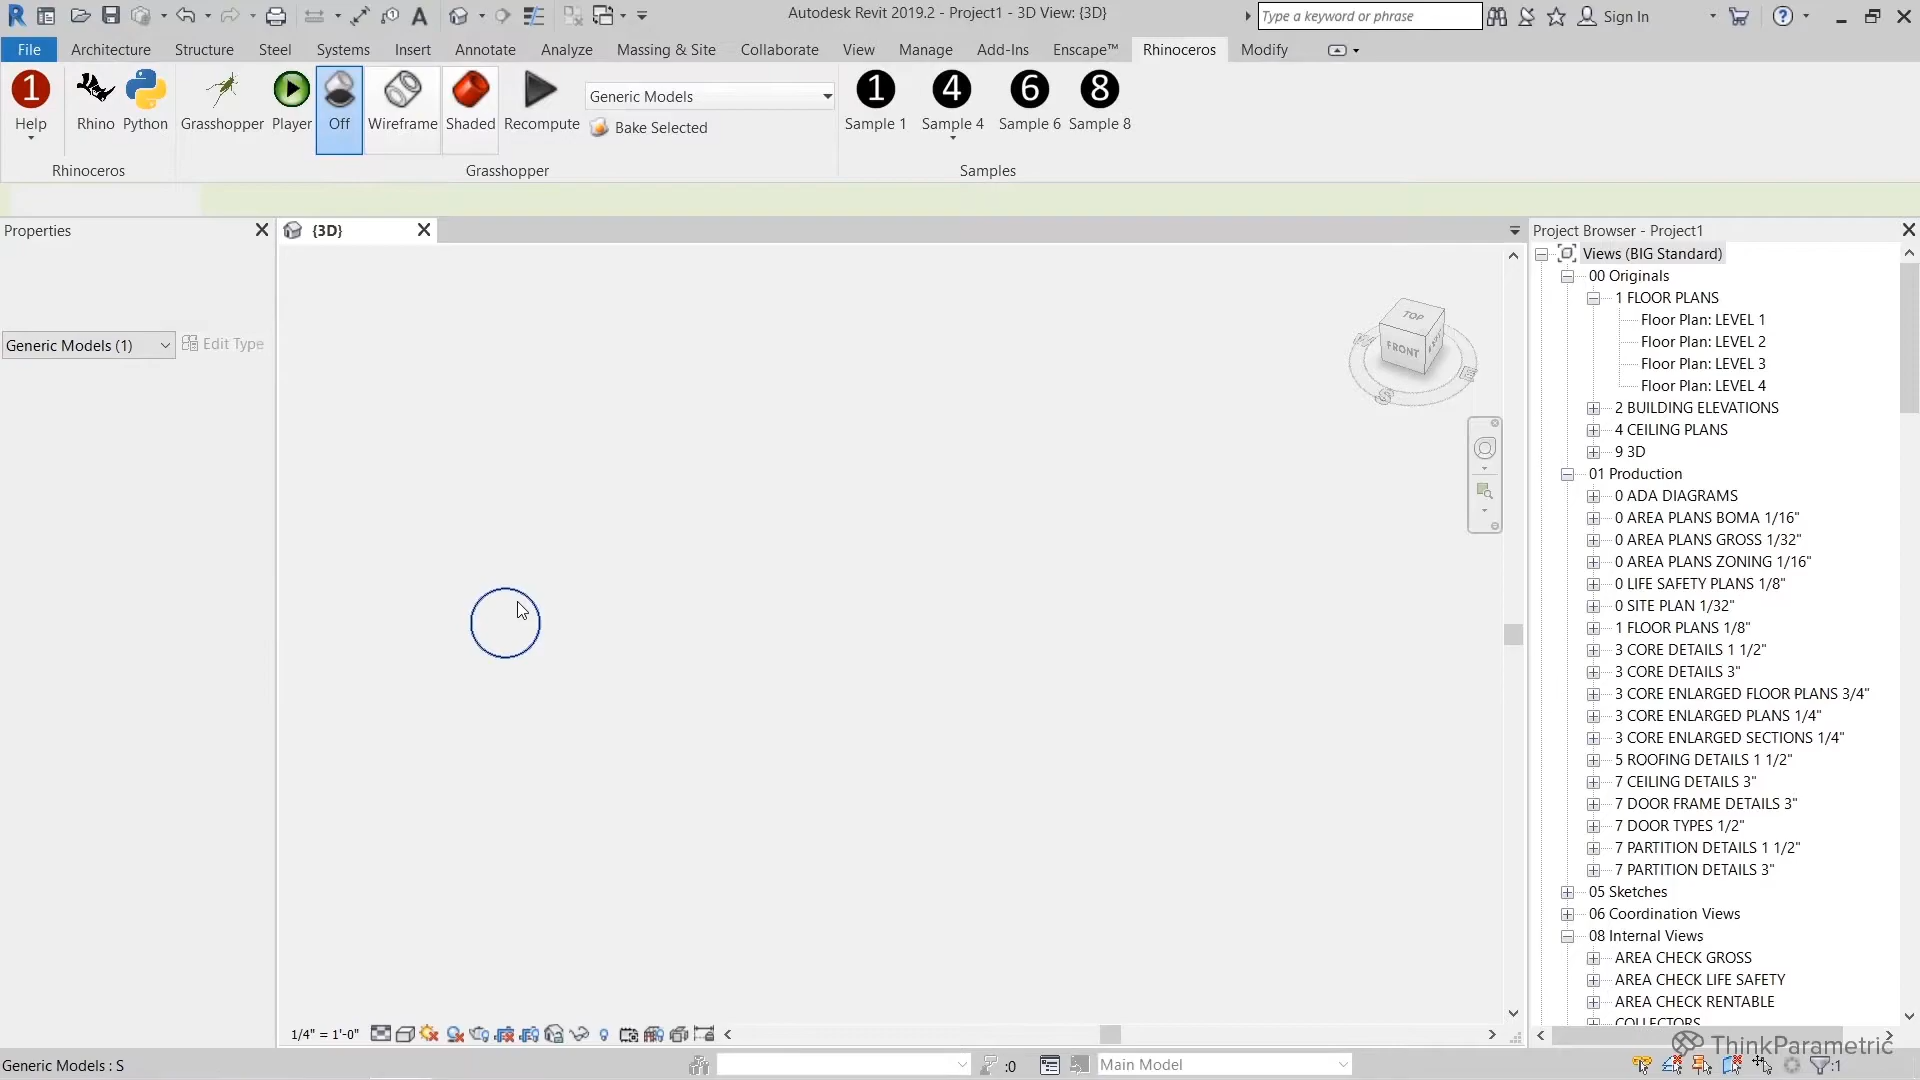 Autodesk Revit 2019.2 - Project1 - 3D View: {3D}
Type a keyword or phrase
Sign In
File Architecture Structure Steel Systems Insert Annotate Analyze Massing & Site Collaborate View Manage Add-Ins Enscape™ Rhinoceros Modify
1 1 4 6 8
Help Rhino Python Grasshopper Player Off Wireframe Shaded Recompute
Generic Models
Bake Selected
Sample 1 Sample 4 Sample 6 Sample 8
Rhinoceros Grasshopper Samples
Properties
{3D}
Project Browser - Project1
Generic Models (1)
Edit Type
TOP
FRONT
S
Views (BIG Standard)
00 Originals
1 FLOOR PLANS
Floor Plan: LEVEL 1
Floor Plan: LEVEL 2
Floor Plan: LEVEL 3
Floor Plan: LEVEL 4
2 BUILDING ELEVATIONS
4 CEILING PLANS
9 3D
01 Production
0 ADA DIAGRAMS
0 AREA PLANS BOMA 1/16"
0 AREA PLANS GROSS 1/32"
0 AREA PLANS ZONING 1/16"
0 LIFE SAFETY PLANS 1/8"
0 SITE PLAN 1/32"
1 FLOOR PLANS 1/8"
3 CORE DETAILS 1 1/2"
3 CORE DETAILS 3"
3 CORE ENLARGED FLOOR PLANS 3/4"
3 CORE ENLARGED PLANS 1/4"
3 CORE ENLARGED SECTIONS 1/4"
5 ROOFING DETAILS 1 1/2"
7 CEILING DETAILS 3"
7 DOOR FRAME DETAILS 3"
7 DOOR TYPES 1/2"
7 PARTITION DETAILS 1 1/2"
7 PARTITION DETAILS 3"
05 Sketches
06 Coordination Views
08 Internal Views
AREA CHECK GROSS
AREA CHECK LIFE SAFETY
AREA CHECK RENTABLE
COLLECTORS
1/4" = 1'-0"
ThinkParametric
Generic Models : S
:0
Main Model
:1